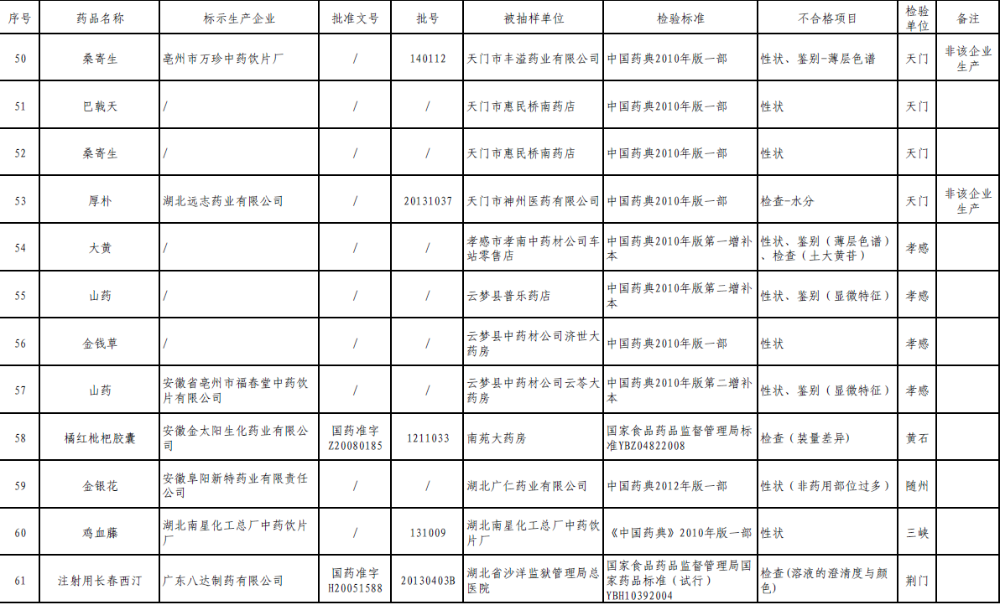 序号 药品名称 标示生产企业 批准文号 批号 被抽样单位 检验标准 不合格项目 检验单位 备注
50 桑寄生 亳州市万珍中药饮片厂 / 140112 天门市丰溢药业有限公司 中国药典2010年版一部 性状、鉴别-薄层色谱 天门 非该企业生产
51 巴戟天 / / / 天门市惠民桥南药店 中国药典2010年版一部 性状 天门
52 桑寄生 / / / 天门市惠民桥南药店 中国药典2010年版一部 性状 天门
53 厚朴 湖北远志药业有限公司 / 20131037 天门市神州医药有限公司 中国药典2010年版一部 检查-水分 天门 非该企业生产
54 大黄 / / / 孝感市孝南中药材公司车站零售店 中国药典2010年版第一增补本 性状、鉴别（薄层色谱）、检查（土大黄苷） 孝感
55 山药 / / / 云梦县普乐药店 中国药典2010年版第二增补本 性状、鉴别（显微特征） 孝感
56 金钱草 / / / 云梦县中药材公司济世大药房 中国药典2010年版一部 性状 孝感
57 山药 安徽省亳州市福春堂中药饮片有限公司 / / 云梦县中药材公司云苓大药房 中国药典2010年版第二增补本 性状、鉴别（显微特征） 孝感
58 橘红枇杷胶囊 安徽金太阳生化药业有限公司 国药准字Z20080185 1211033 南苑大药房 国家食品药品监督管理局标准YBZ04822008 检查（装量差异) 黄石
59 金银花 安徽阜阳新特药业有限责任公司 / / 湖北广仁药业有限公司 中国药典2012年版一部 性状（非药用部位过多） 随州
60 鸡血藤 湖北南星化工总厂中药饮片厂 / 131009 湖北南星化工总厂中药饮片厂 《中国药典》2010年版一部 性状 三峡
61 注射用长春西汀 广东八达制药有限公司 国药准字H20051588 20130403B 湖北省沙洋监狱管理局总医院 国家食品药品监督管理局国家药品标准（试行）YBH10392004 检查(溶液的澄清度与颜色) 荆门